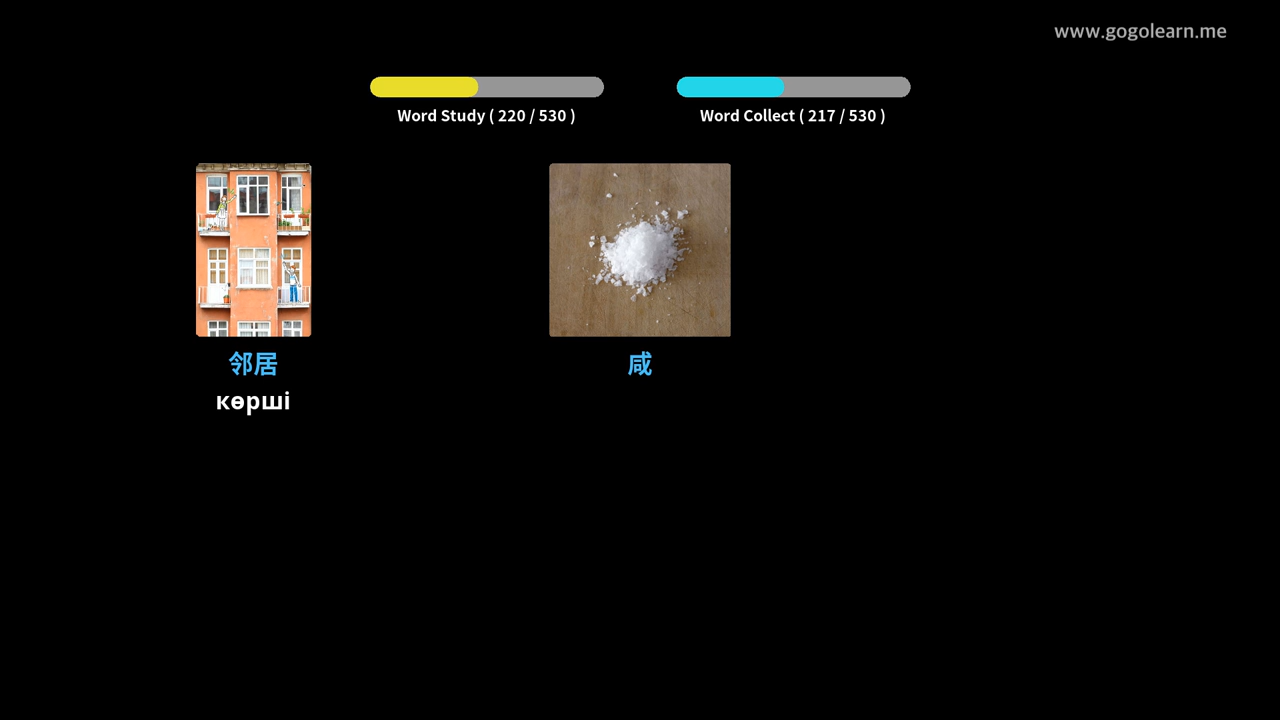 www.gogolearn.me
Word Study ( 220 / 530 )
Word Collect ( 217 / 530 )
邻居
көрші
咸